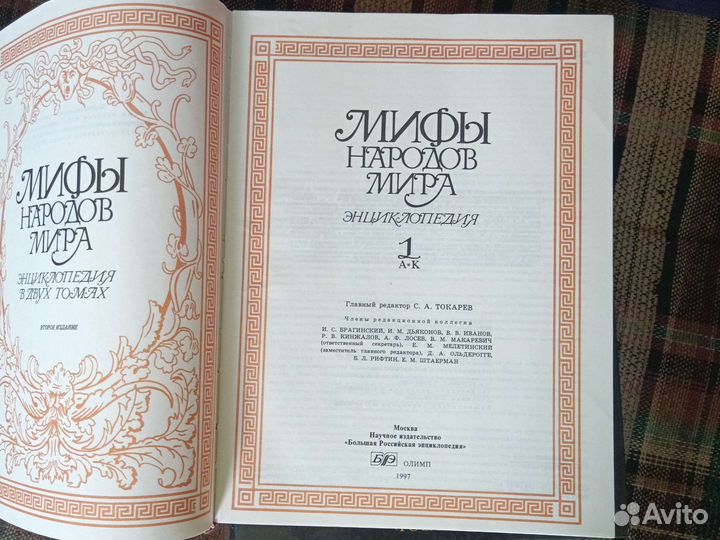 МИФЫ
НАРОДОВ
МИРА
ЭНЦИКЛОПЕДИЯ
В ДВУХ ТОМАХ
ВТОРОЕ ИЗДАНИЕ
МИФЫ
НАРОДОВ
МИРА
ЭНЦИКЛОПЕДИЯ
1
А-К
Главный редактор С. А. ТОКАРЕВ
Члены редакционной коллегии
И. С. БРАГИНСКИЙ, И. М. ДЬЯКОНОВ, В. В. ИВАНОВ,
Р. В. КИНЖАЛОВ, А. Ф. ЛОСЕВ, В. М. МАКАРЕВИЧ
(ответственный секретарь), Е. М. МЕЛЕТИНСКИЙ
(заместитель главного редактора), Д. А. ОЛЬДЕРОГГЕ,
Б. Л. РИФТИН, Е. М. ШТАЕРМАН
Москва
Научное издательство
«Большая Российская энциклопедия»
БРЭ ОЛИМП
1997
Avito